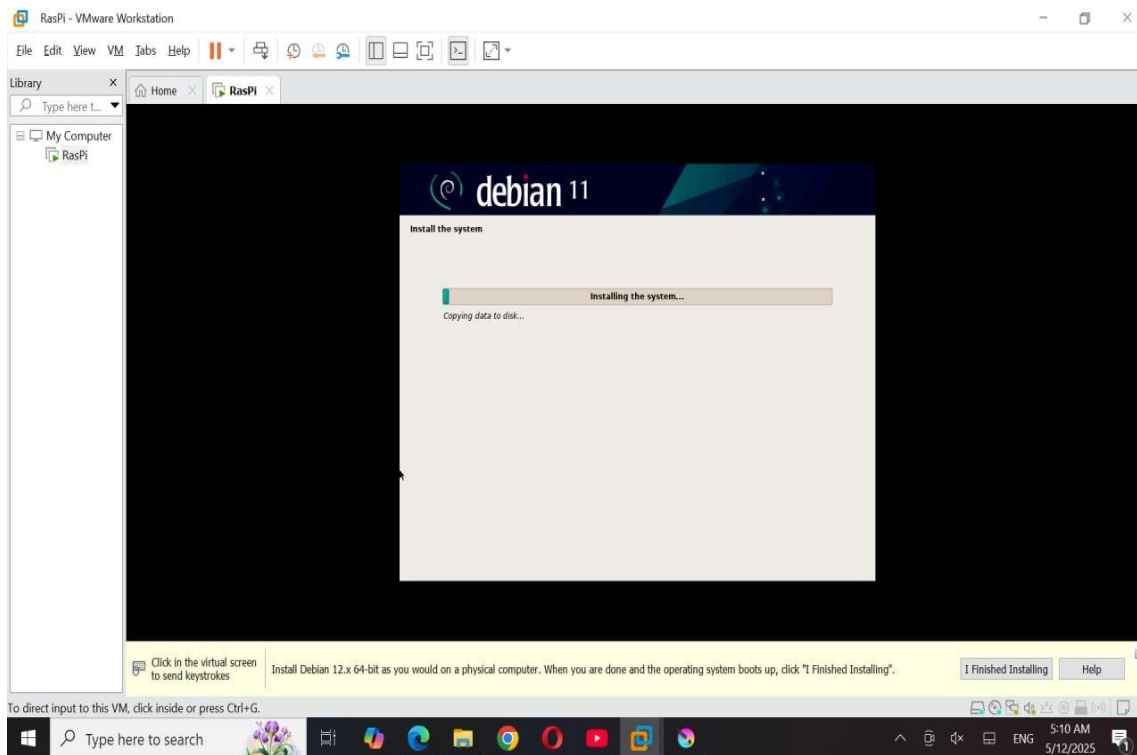 RasPi - VMware Workstation
File Edit View VM Tabs Help
Library
Home
RasPi
Type here t...
My Computer
RasPi
debian 11
Install the system
Installing the system...
Copying data to disk...
Click in the virtual screen
to send keystrokes
Install Debian 12.x 64-bit as you would on a physical computer. When you are done and the operating system boots up, click "I Finished Installing".
I Finished Installing
Help
To direct input to this VM, click inside or press Ctrl+G.
Type here to search
ENG
5:10 AM
5/12/2025